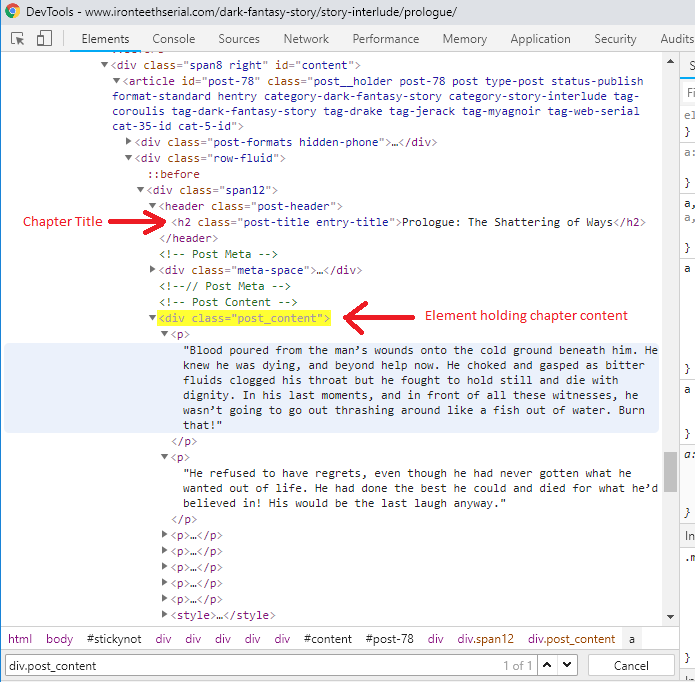 DevTools - www.ironteethserial.com/dark-fantasy-story/story-interlude/prologue/
Elements Console Sources Network Performance Memory Application Security Audits
::before
▼<div class="span8 right" id="content">
▼<article id="post-78" class="post__holder post-78 post type-post status-publish
format-standard hentry category-dark-fantasy-story category-story-interlude tag-
coroulis tag-dark-fantasy-story tag-drake tag-jerack tag-myagnoir tag-web-serial
cat-35-id cat-5-id">
▶<div class="post-formats hidden-phone">…</div>
▼<div class="row-fluid">
::before
▼<div class="span12">
▼<header class="post-header">
Chapter Title <h2 class="post-title entry-title">Prologue: The Shattering of Ways</h2>
</header>
<!-- Post Meta -->
▶<div class="meta-space">…</div>
<!--// Post Meta -->
<!-- Post Content -->
▼<div class="post_content"> Element holding chapter content
▼<p>
"Blood poured from the man’s wounds onto the cold ground beneath him. He
knew he was dying, and beyond help now. He choked and gasped as bitter
fluids clogged his throat but he fought to hold still and die with
dignity. In his last moments, and in front of all these witnesses, he
wasn’t going to go out thrashing around like a fish out of water. Burn
that!"
</p>
▼<p>
"He refused to have regrets, even though he had never gotten what he
wanted out of life. He had done the best he could and died for what he’d
believed in! His would be the last laugh anyway."
</p>
▶<p>…</p>
▶<p>…</p>
▶<p>…</p>
▶<p>…</p>
▶<p>…</p>
▶<style>…</style>
html body #stickynot div div div div div #content #post-78 div div.span12 div.post_content a
div.post_content 1 of 1 Cancel